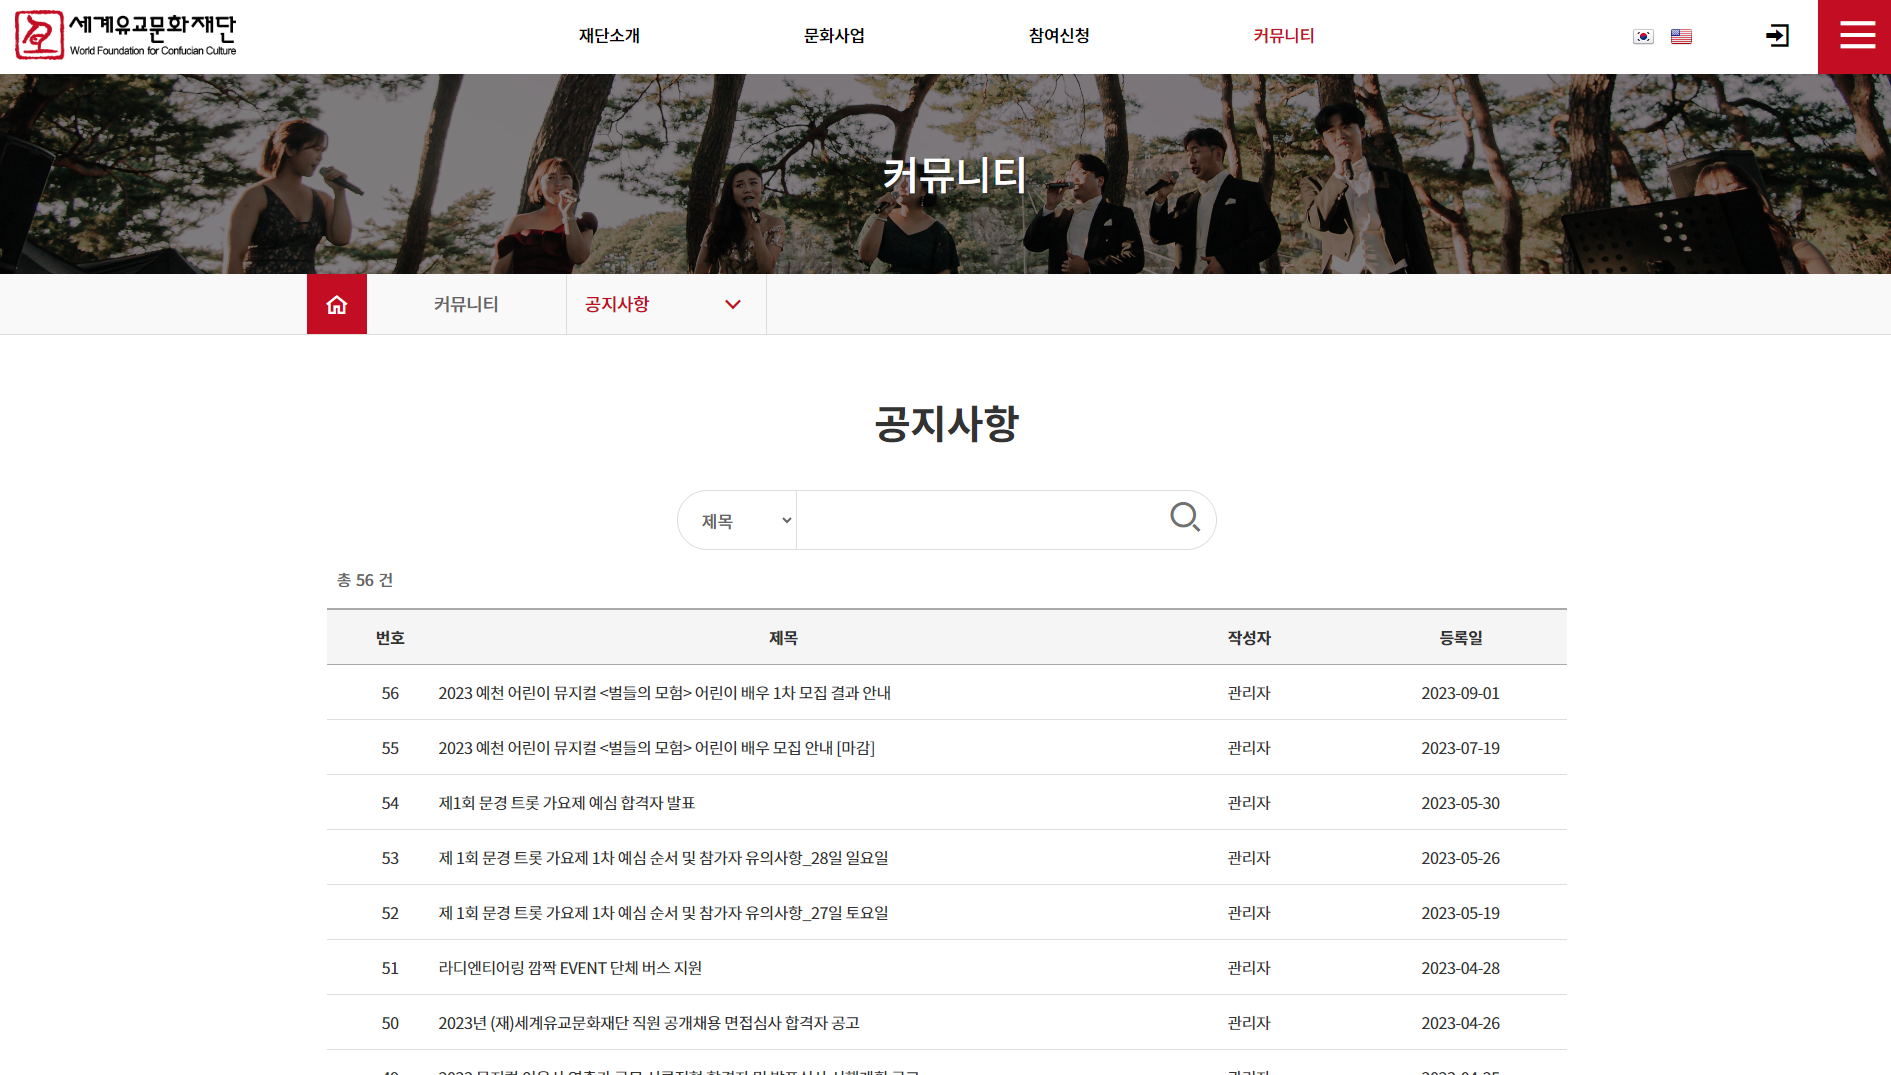 세계유교문화재단
World Foundation for Confucian Culture
재단소개
문화사업
참여신청
커뮤니티
커뮤니티
커뮤니티
공지사항
공지사항
제목
총 56 건
번호 제목 작성자 등록일
56 2023 예천 어린이 뮤지컬 <벌들의 모험> 어린이 배우 1차 모집 결과 안내 관리자 2023-09-01
55 2023 예천 어린이 뮤지컬 <벌들의 모험> 어린이 배우 모집 안내 [마감] 관리자 2023-07-19
54 제1회 문경 트롯 가요제 예심 합격자 발표 관리자 2023-05-30
53 제 1회 문경 트롯 가요제 1차 예심 순서 및 참가자 유의사항_28일 일요일 관리자 2023-05-26
52 제 1회 문경 트롯 가요제 1차 예심 순서 및 참가자 유의사항_27일 토요일 관리자 2023-05-19
51 라디엔티어링 깜짝 EVENT 단체 버스 지원 관리자 2023-04-28
50 2023년 (재)세계유교문화재단 직원 공개채용 면접심사 합격자 공고 관리자 2023-04-26